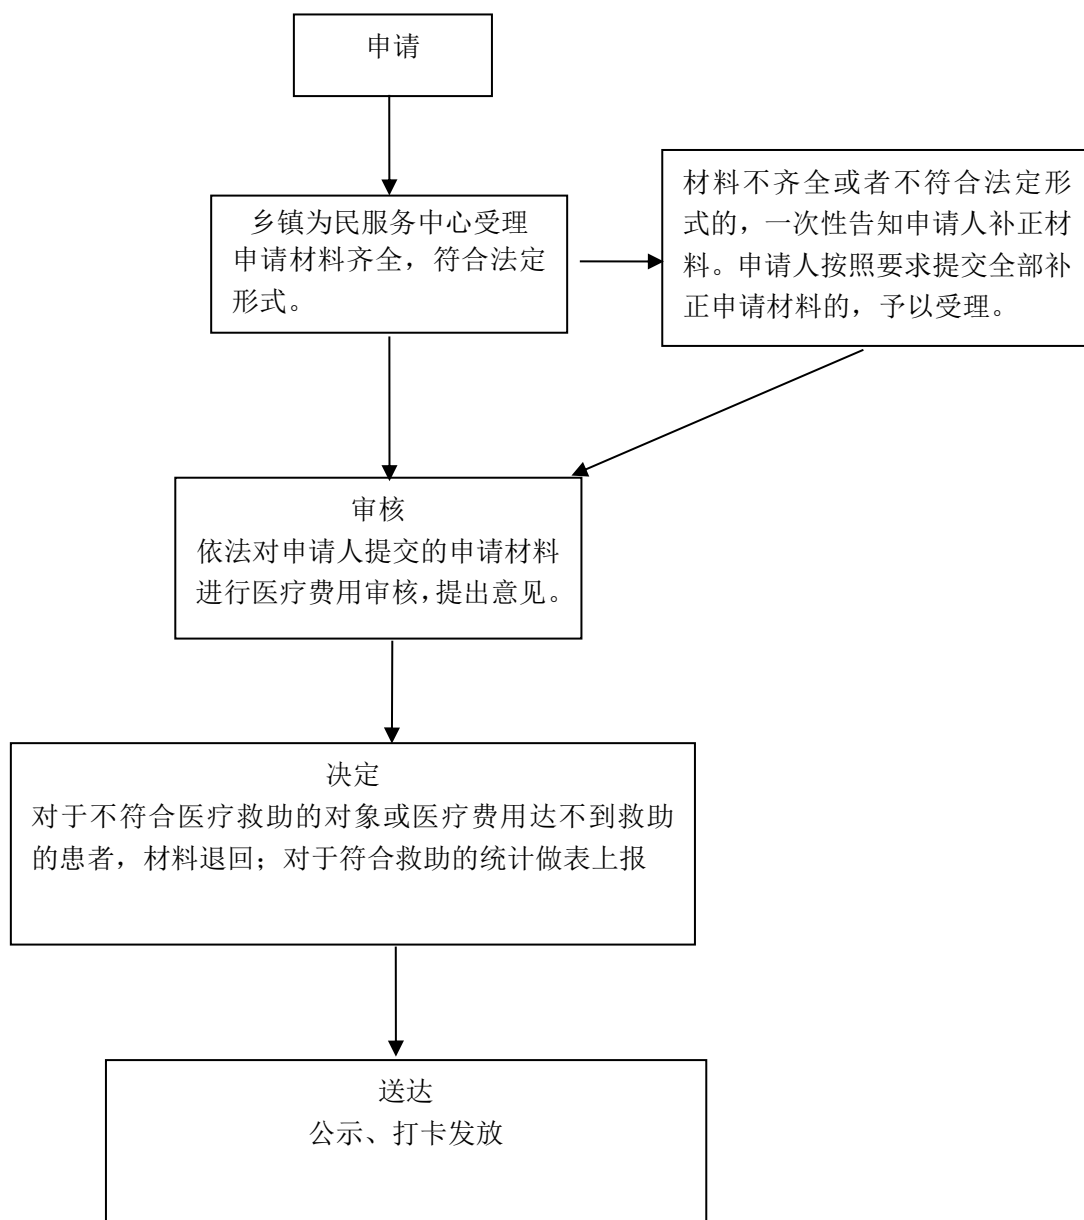 申请
乡镇为民服务中心受理
申请材料齐全，符合法定
形式。
材料不齐全或者不符合法定形
式的，一次性告知申请人补正材
料。申请人按照要求提交全部补
正申请材料的，予以受理。
审核
依法对申请人提交的申请材料
进行医疗费用审核，提出意见。
决定
对于不符合医疗救助的对象或医疗费用达不到救助
的患者，材料退回；对于符合救助的统计做表上报
送达
公示、打卡发放